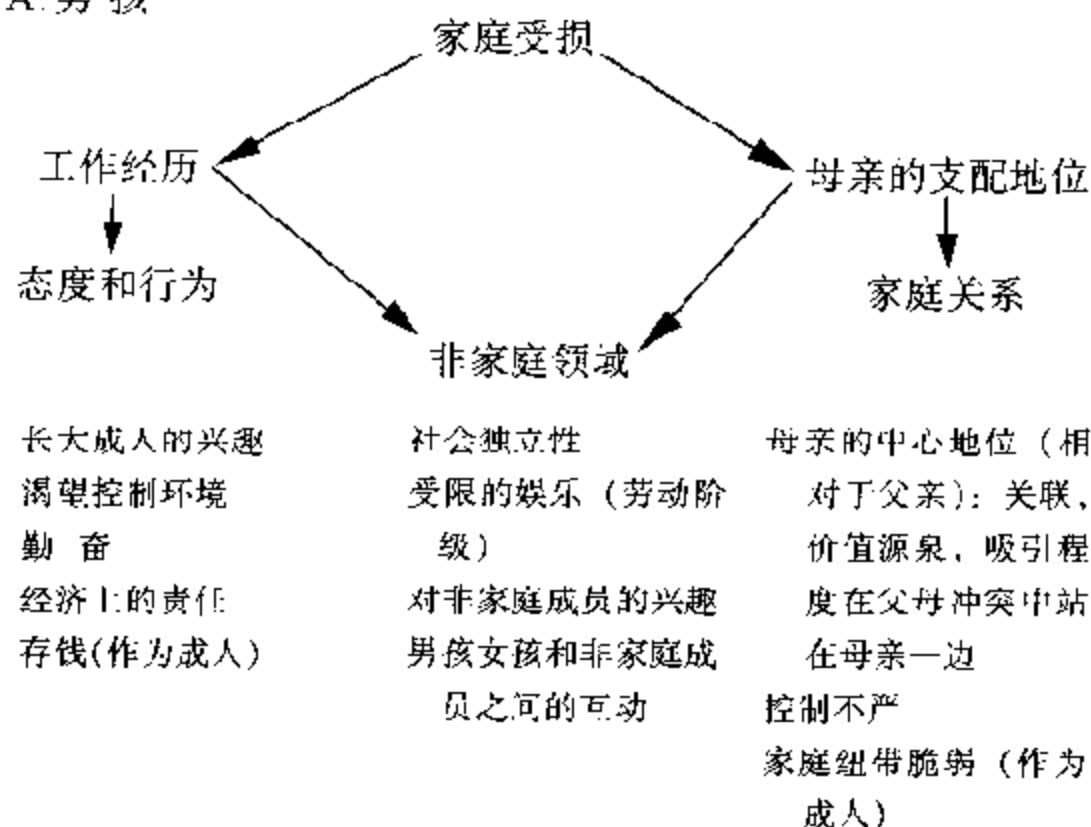 A.男孩
家庭受损
工作经历
母亲的支配地位
态度和行为
家庭关系
非家庭领域
长大成人的兴趣
渴望控制环境
勤 奋
经济上的责任
存钱(作为成人)
社会独立性
受限的娱乐（劳动阶
级）
对非家庭成员的兴趣
男孩女孩和非家庭成
员之间的互动
母亲的中心地位（相
对于父亲）：关联，
价值源泉，吸引程
度在父母冲突中站
在母亲一边
控制不严
家庭纽带脆弱（作为
成人）